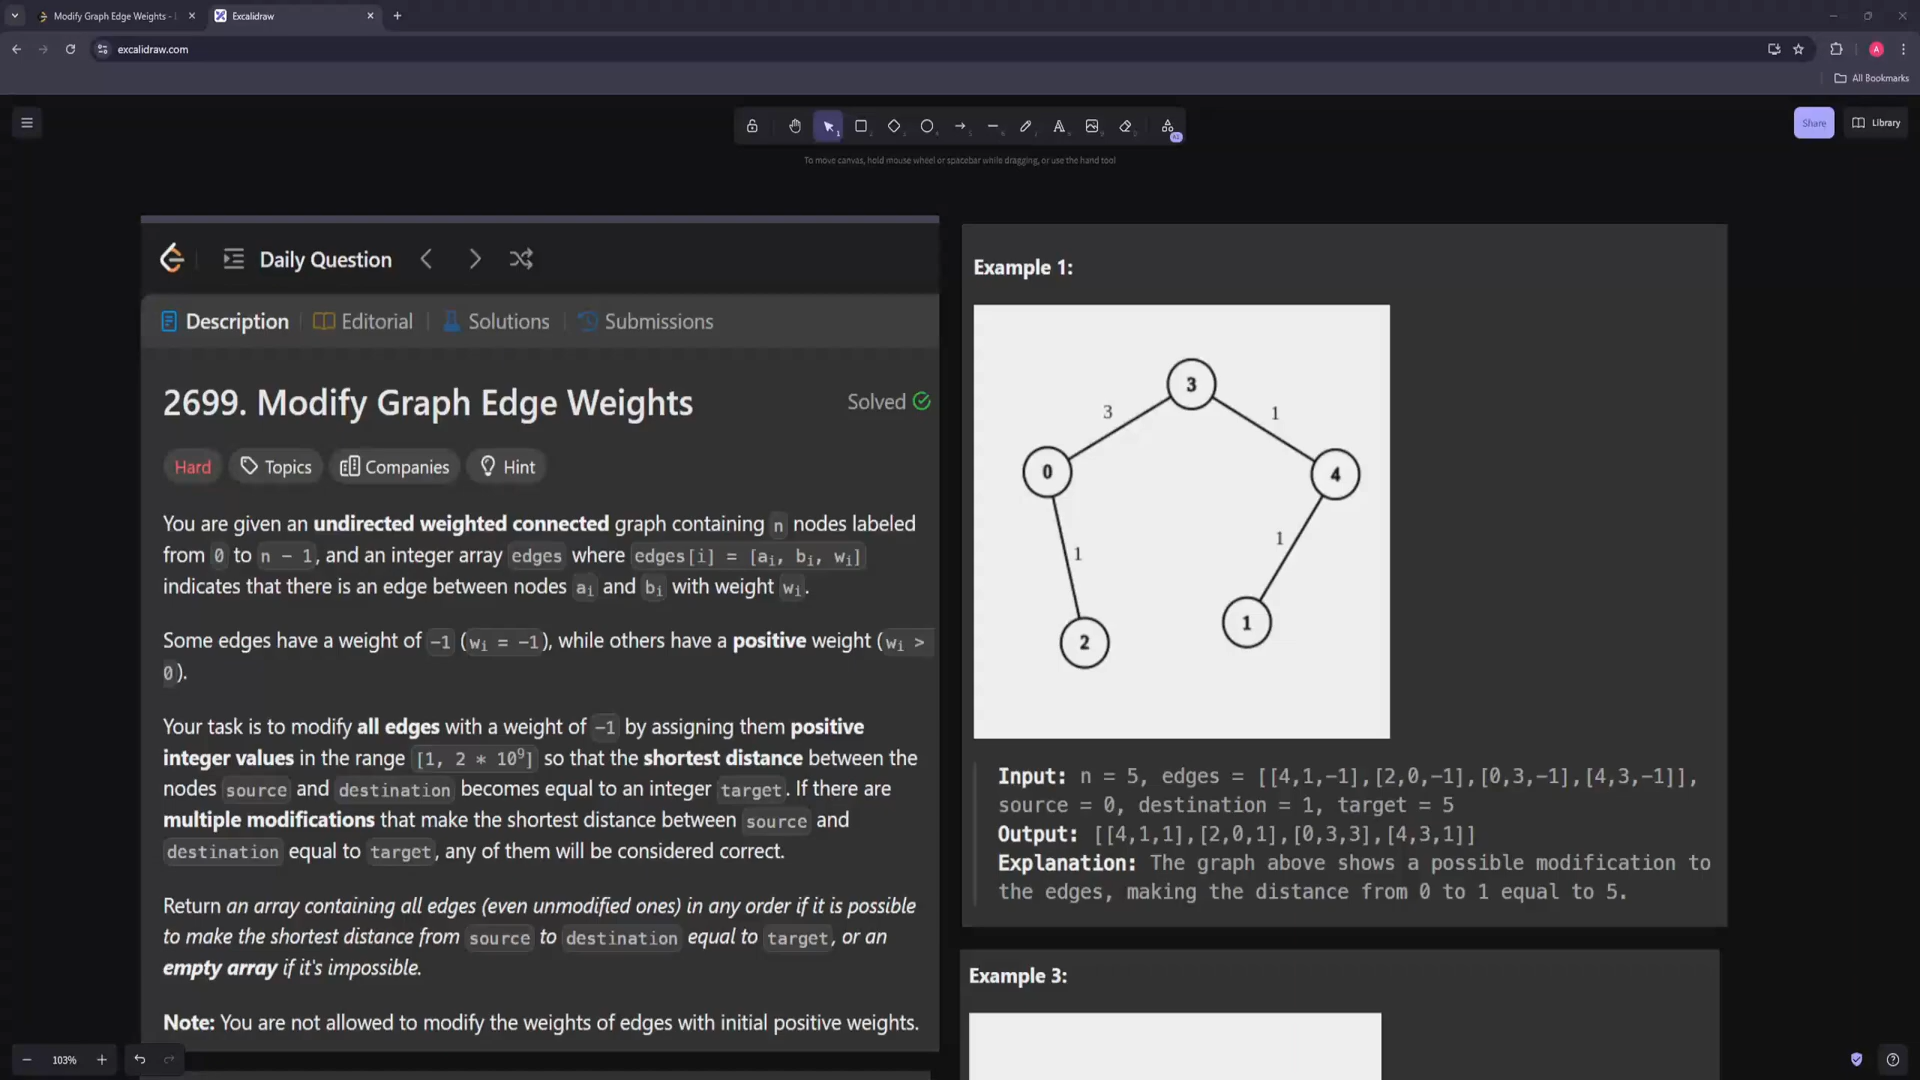 Modify Graph Edge Weights -
Excalidraw
excalidraw.com
A
All Bookmarks
Share
Library
To move canvas, hold mouse wheel or spacebar while dragging, or use the hand tool
Daily Question
Description
Editorial
Solutions
Submissions
2699. Modify Graph Edge Weights
Solved
Hard
Topics
Companies
Hint
You are given an undirected weighted connected graph containing n nodes labeled
from 0 to n - 1, and an integer array edges where edges[i] = [aᵢ, bᵢ, wᵢ]
indicates that there is an edge between nodes aᵢ and bᵢ with weight wᵢ.
Some edges have a weight of -1 (wᵢ = -1), while others have a positive weight (wᵢ >
0).
Your task is to modify all edges with a weight of -1 by assigning them positive
integer values in the range [1, 2 * 10⁹] so that the shortest distance between the
nodes source and destination becomes equal to an integer target. If there are
multiple modifications that make the shortest distance between source and
destination equal to target, any of them will be considered correct.
Return an array containing all edges (even unmodified ones) in any order if it is possible
to make the shortest distance from source to destination equal to target, or an
empty array if it's impossible.
Note: You are not allowed to modify the weights of edges with initial positive weights.
103%
Example 1:
3
3
1
0
4
1
1
2
1
Input: n = 5, edges = [[4,1,-1],[2,0,-1],[0,3,-1],[4,3,-1]],
source = 0, destination = 1, target = 5
Output: [[4,1,1],[2,0,1],[0,3,3],[4,3,1]]
Explanation: The graph above shows a possible modification to
the edges, making the distance from 0 to 1 equal to 5.
Example 3: